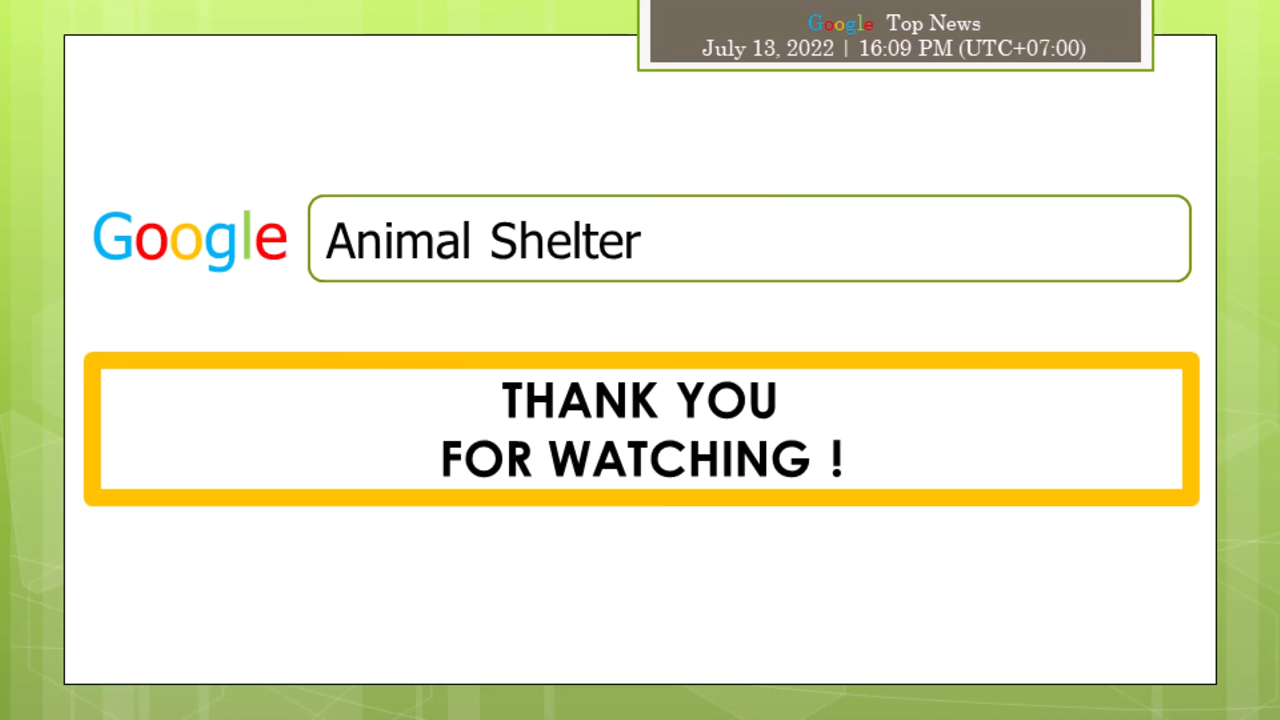 Google Top News
July 13, 2022 | 16:09 PM (UTC+07:00)
Google Animal Shelter
THANK YOU
FOR WATCHING !